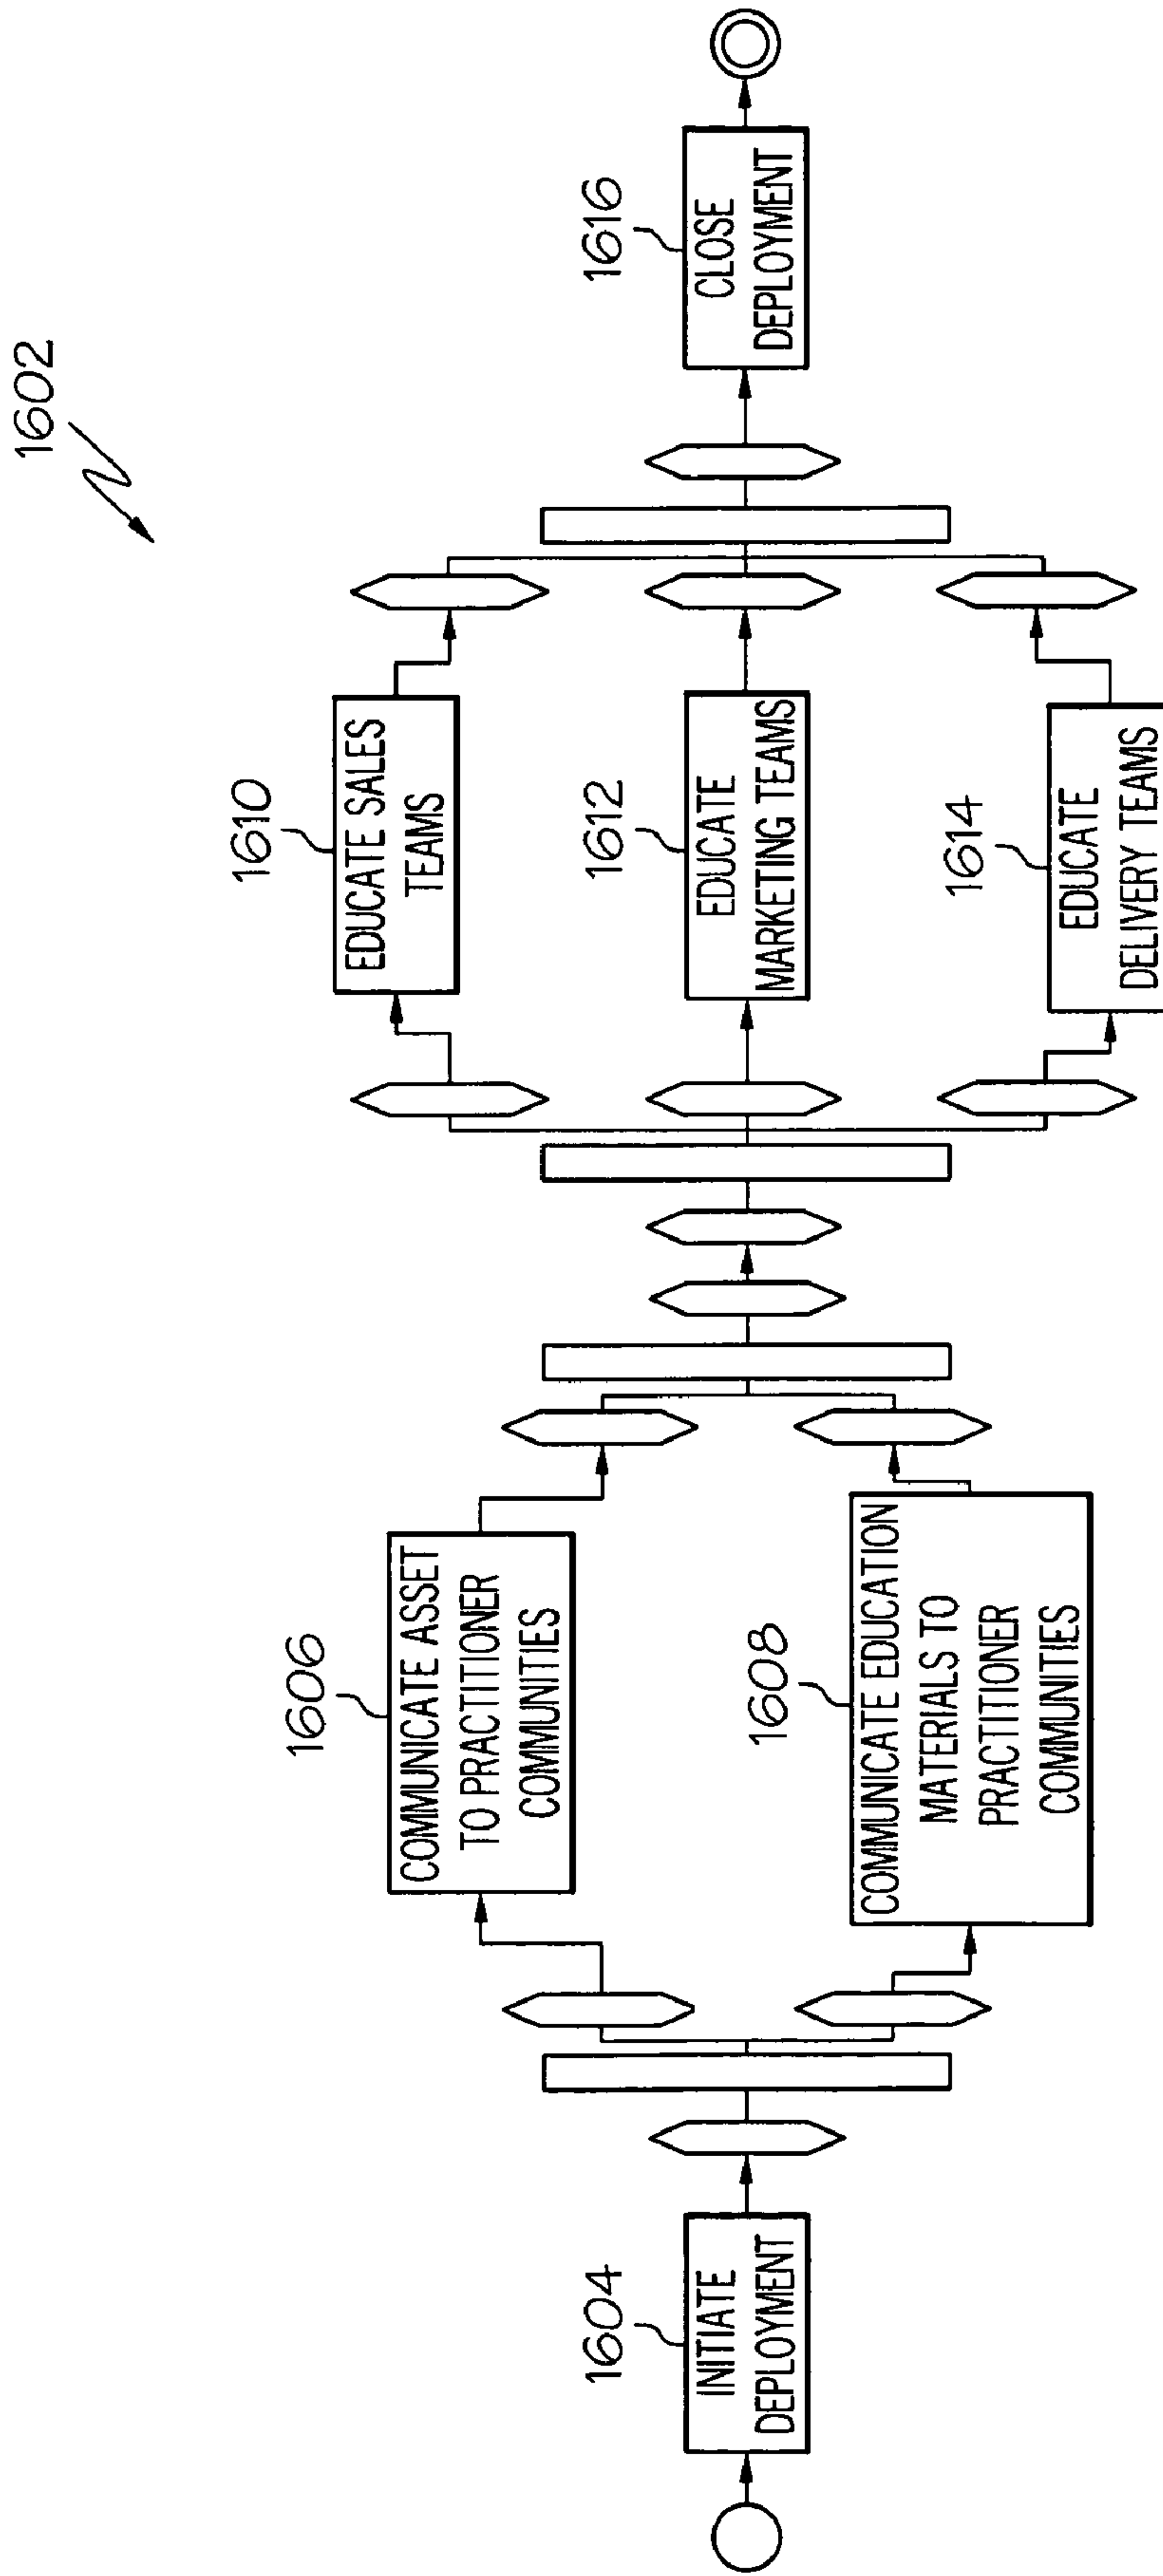 1602
1604
INITIATE
DEPLOYMENT
1606
COMMUNICATE ASSET
TO PRACTITIONER
COMMUNITIES
1608
COMMUNICATE EDUCATION
MATERIALS TO
PRACTITIONER
COMMUNITIES
1610
EDUCATE SALES
TEAMS
1612
EDUCATE
MARKETING TEAMS
1614
EDUCATE
DELIVERY TEAMS
1616
CLOSE
DEPLOYMENT